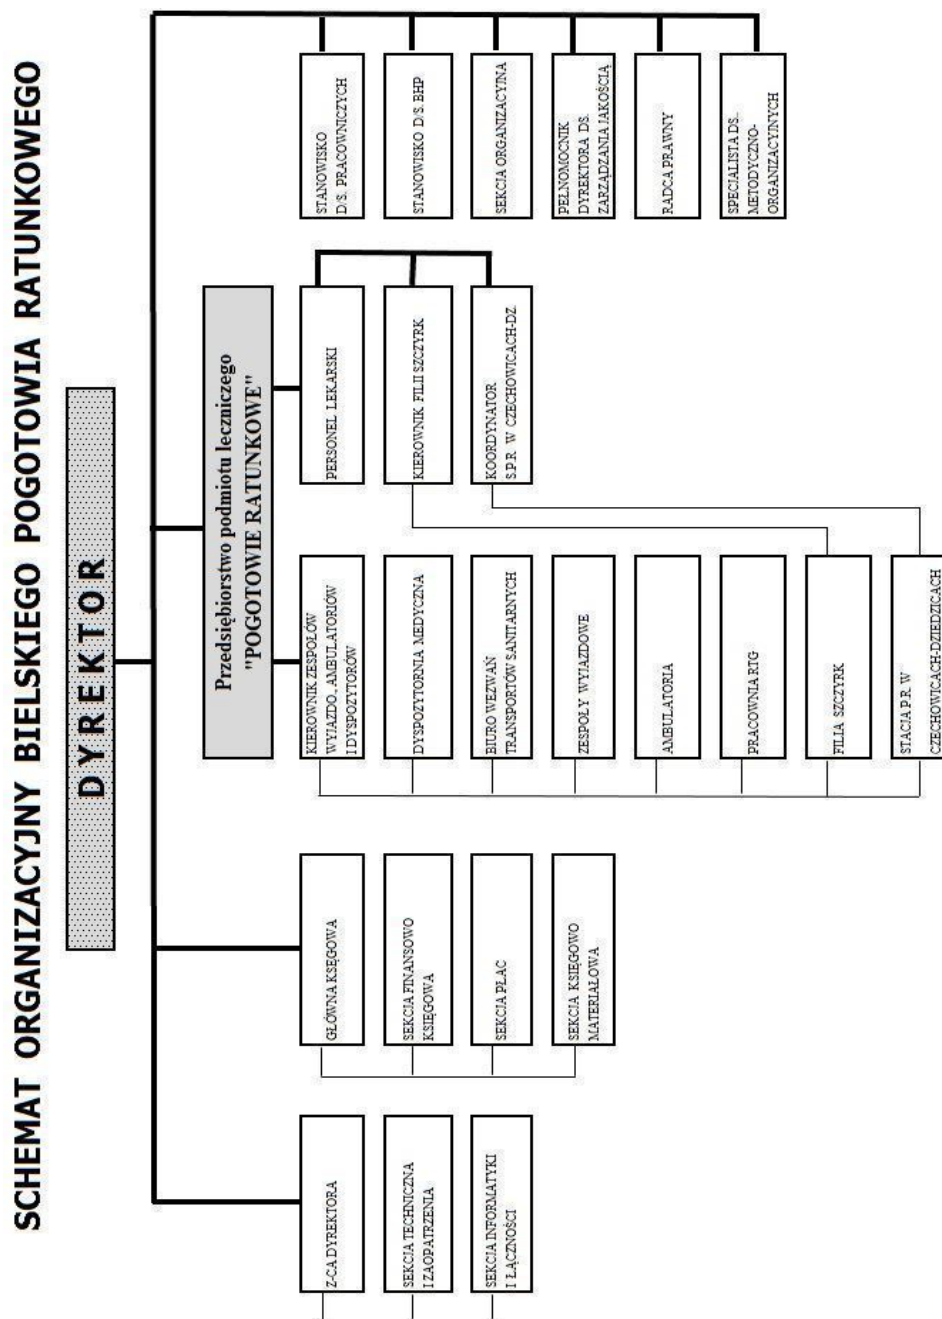 SCHEMAT ORGANIZACYJNY BIELSKIEGO POGOTOWIA RATUNKOWEGO
DYREKTOR
Przedsiębiorstwo podmiotu leczniczego
"POGOTOWIE RATUNKOWE"
Z-CA DYREKTORA
SEKCJA TECHNICZNA
I ZAOPATRZENIA
SEKCJA INFORMATYKI
I ŁĄCZNOŚCI
GŁÓWNA KSIĘGOWA
SEKCJA FINANSOWO
KSIĘGOWA
SEKCJA PŁAC
SEKCJA KSIĘGOWO
MATERIAŁOWA
KIEROWNIK ZESPOŁÓW
WYJAZDO. AMBULATORIÓW
I DYSPOZYTORÓW
DYSPOZYTORNIA MEDYCZNA
BIURO WEZWAŃ
TRANSPORTÓW SANITARNYCH
ZESPOŁY WYJAZDOWE
AMBULATORIA
PRACOWNIA RTG
FILIA SZCZYRK
STACJA P.R. W
CZECHOWICACH-DZIEDZICACH
PERSONEL LEKARSKI
KIEROWNIK FILII SZCZYRK
KOORDYNATOR
S.P.R. W CZECHOWICACH-DZ.
STANOWISKO
D/S. PRACOWNICZYCH
STANOWISKO D/S. BHP
SEKCJA ORGANIZACYJNA
PEŁNOMOCNIK
DYREKTORA DS.
ZARZĄDZANIA JAKOŚCIĄ
RADCA PRAWNY
SPECJALISTA DS.
METODYCZNO-
ORGANIZACYJNYCH